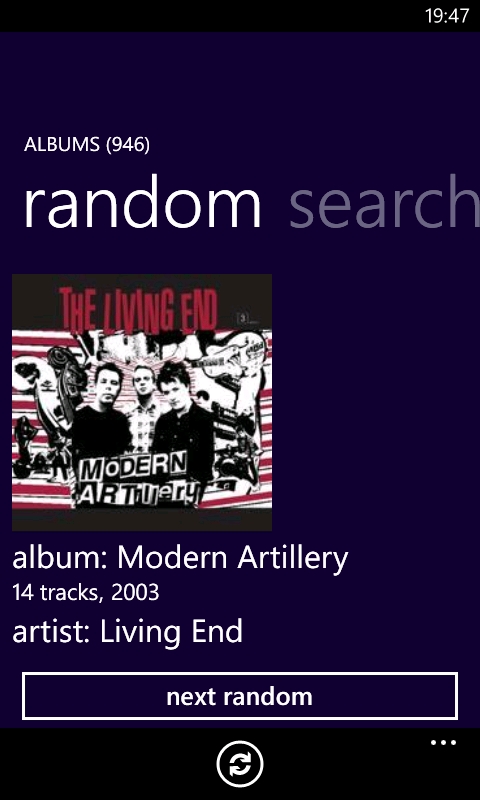 19:47
ALBUMS (946)
random search
THE LIVING END
MODERN
ARTillery
album: Modern Artillery
14 tracks, 2003
artist: Living End
next random